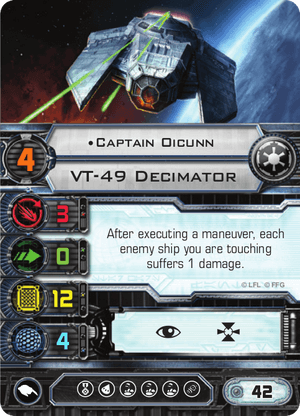 •Captain Oicunn
4
VT-49 Decimator
3
After executing a maneuver, each
enemy ship you are touching
suffers 1 damage.
0
© LFL © FFG
12
4
42